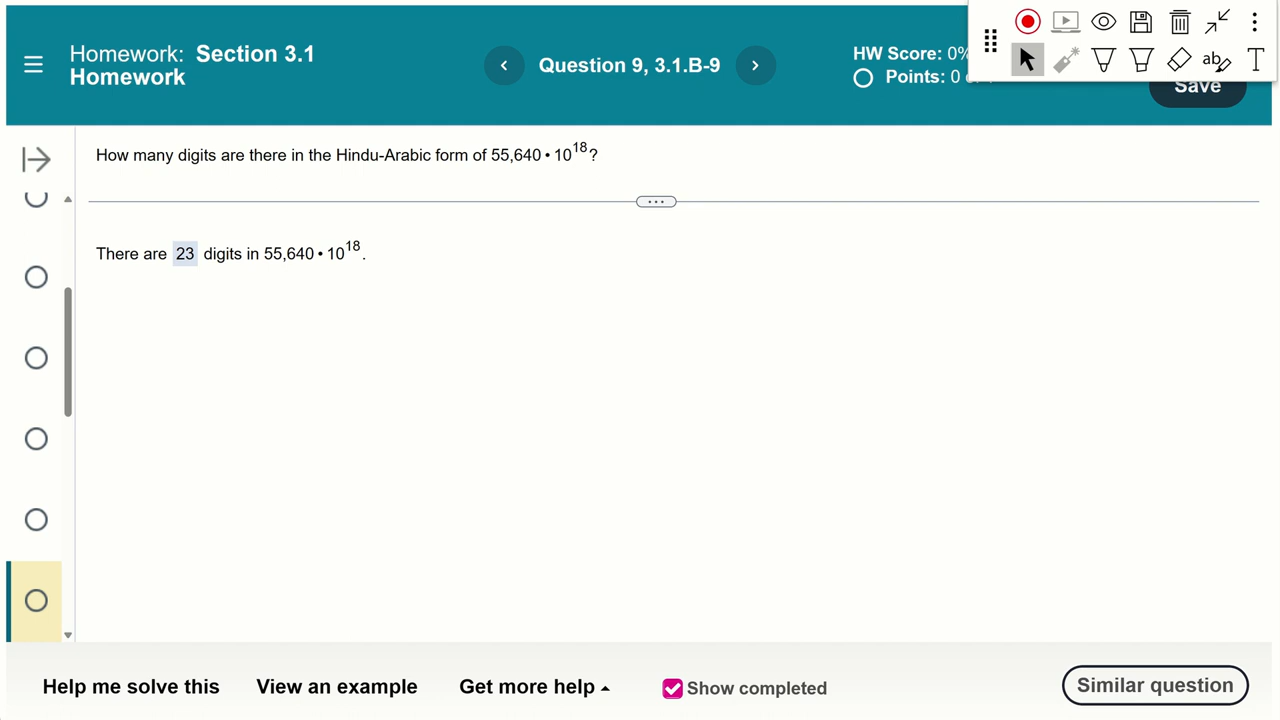 Homework: Section 3.1
Homework
Question 9, 3.1.B-9
HW Score: 0%
Points: 0
Save
How many digits are there in the Hindu-Arabic form of 55,640 • 10^18?
There are 23 digits in 55,640 • 10^18.
Help me solve this
View an example
Get more help
Show completed
Similar question